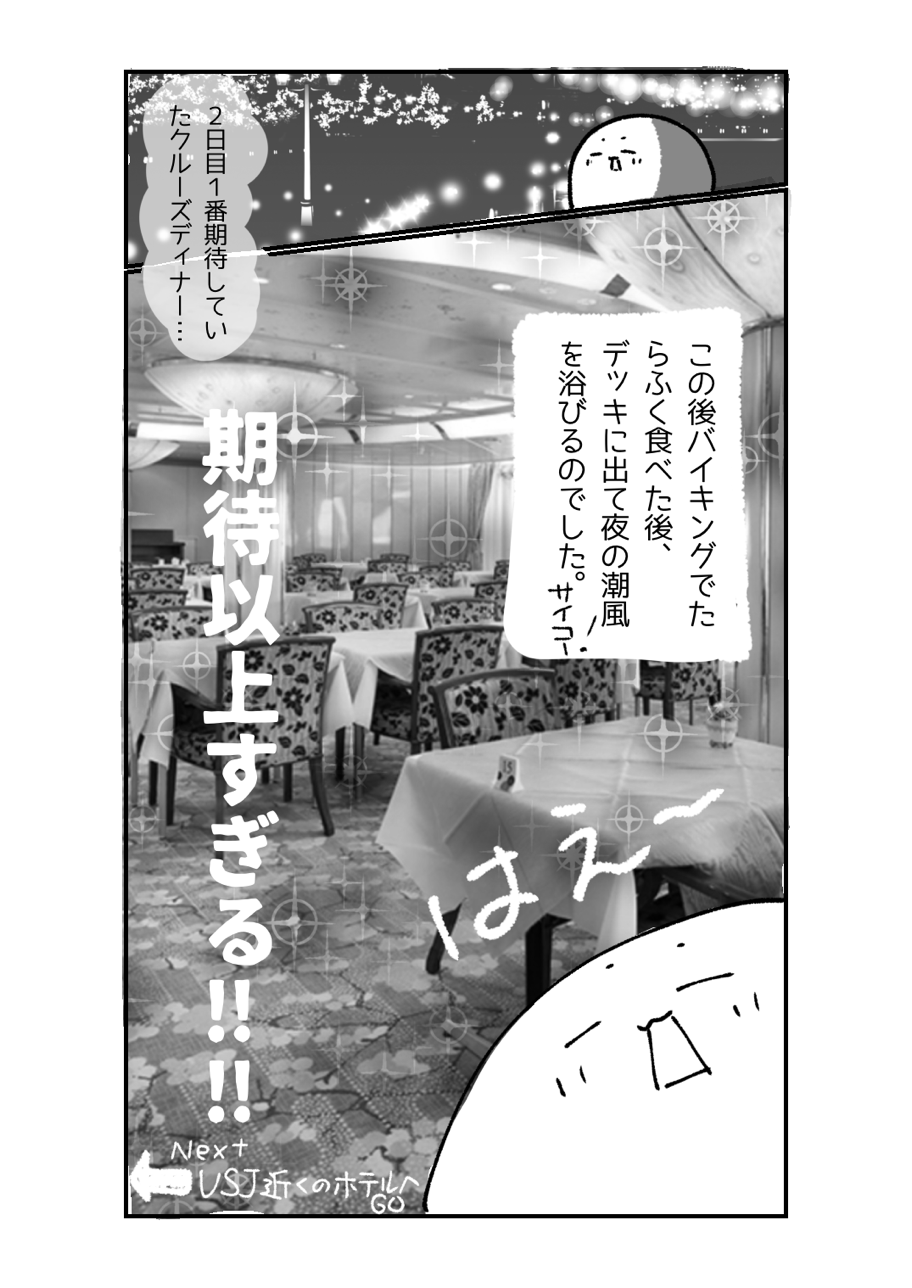 2日目1番期待してい
たクルーズディナー…
この後バイキングでた
らふく食べた後、
デッキに出て夜の潮風
を浴びるのでした。
サイコー!
期待以上すぎる!!!!
はえ～
15
Next
USJ近くのホテルへ
GO